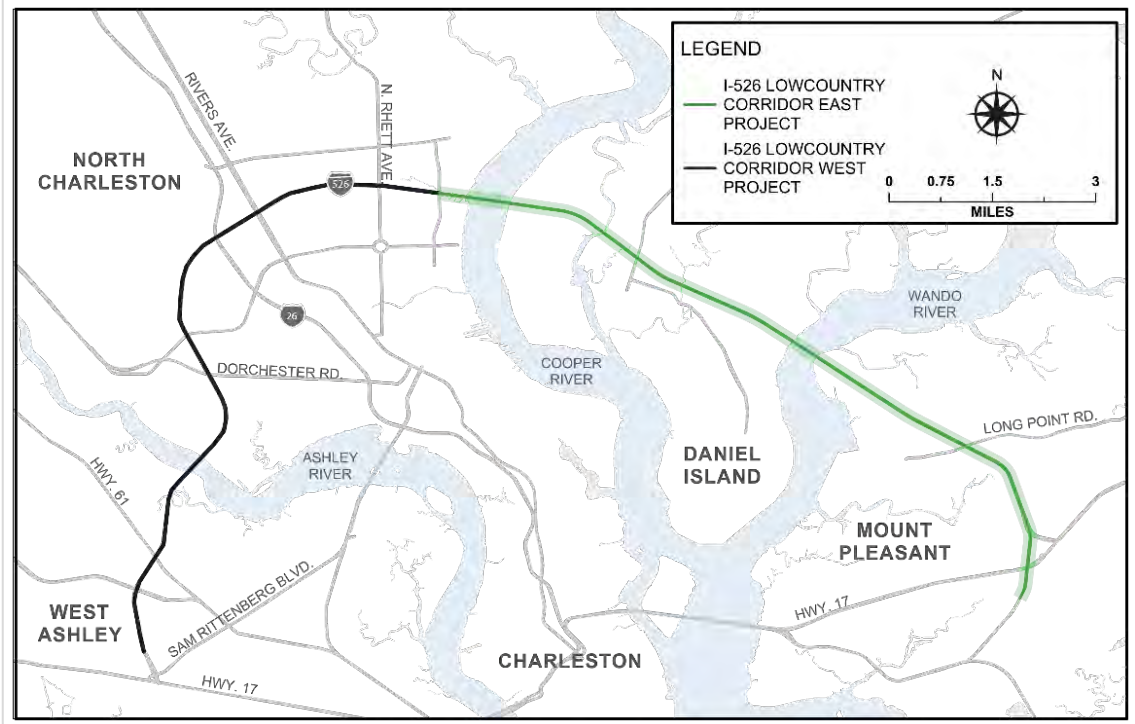 LEGEND
I-526 LOWCOUNTRY
CORRIDOR EAST
PROJECT
I-526 LOWCOUNTRY
CORRIDOR WEST
PROJECT
N
0 0.75 1.5 3
MILES
RIVERS AVE.
N. RHETT AVE.
NORTH
CHARLESTON
526
26
WANDO
RIVER
COOPER
RIVER
DORCHESTER RD.
LONG POINT RD.
ASHLEY
RIVER
DANIEL
ISLAND
HWY. 61
MOUNT
PLEASANT
SAM RITTENBERG BLVD.
WEST
ASHLEY
HWY. 17
CHARLESTON
HWY. 17